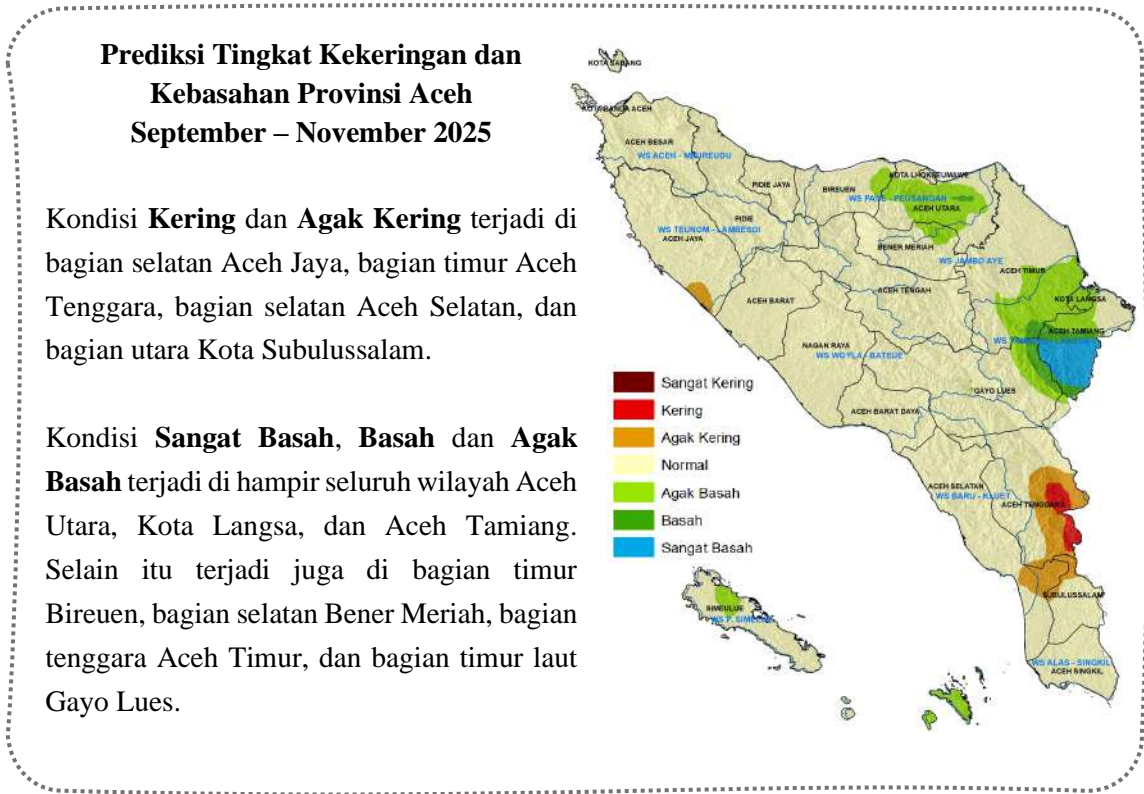 Prediksi Tingkat Kekeringan dan
Kebasahan Provinsi Aceh
September – November 2025
Kondisi Kering dan Agak Kering terjadi di
bagian selatan Aceh Jaya, bagian timur Aceh
Tenggara, bagian selatan Aceh Selatan, dan
bagian utara Kota Subulussalam.
Kondisi Sangat Basah, Basah dan Agak
Basah terjadi di hampir seluruh wilayah Aceh
Utara, Kota Langsa, dan Aceh Tamiang.
Selain itu terjadi juga di bagian timur
Bireuen, bagian selatan Bener Meriah, bagian
tenggara Aceh Timur, dan bagian timur laut
Gayo Lues.
KOTA SABANG
KOTA BANDA ACEH
ACEH BESAR
WS ACEH - MEUREUDU
PIDIE JAYA
BIREUEN
KOTA LHOKSEUMAWE
WS PASE - PEUSANGAN
ACEH UTARA
PIDIE
WS TEUNOM - LAMBESOI
ACEH JAYA
BENER MERIAH
WS JAMBO AYE
ACEH TIMUR
ACEH TENGAH
ACEH BARAT
KOTA LANGSA
ACEH TAMIANG
NAGAN RAYA
WS WOYLA - BATEUE
GAYO LUES
ACEH BARAT DAYA
ACEH SELATAN
WS BARU - KLUET
ACEH TENGGARA
SUBULUSSALAM
SIMEULUE
WS P. SIMEULUE
WS ALAS - SINGKIL
ACEH SINGKIL
Sangat Kering
Kering
Agak Kering
Normal
Agak Basah
Basah
Sangat Basah